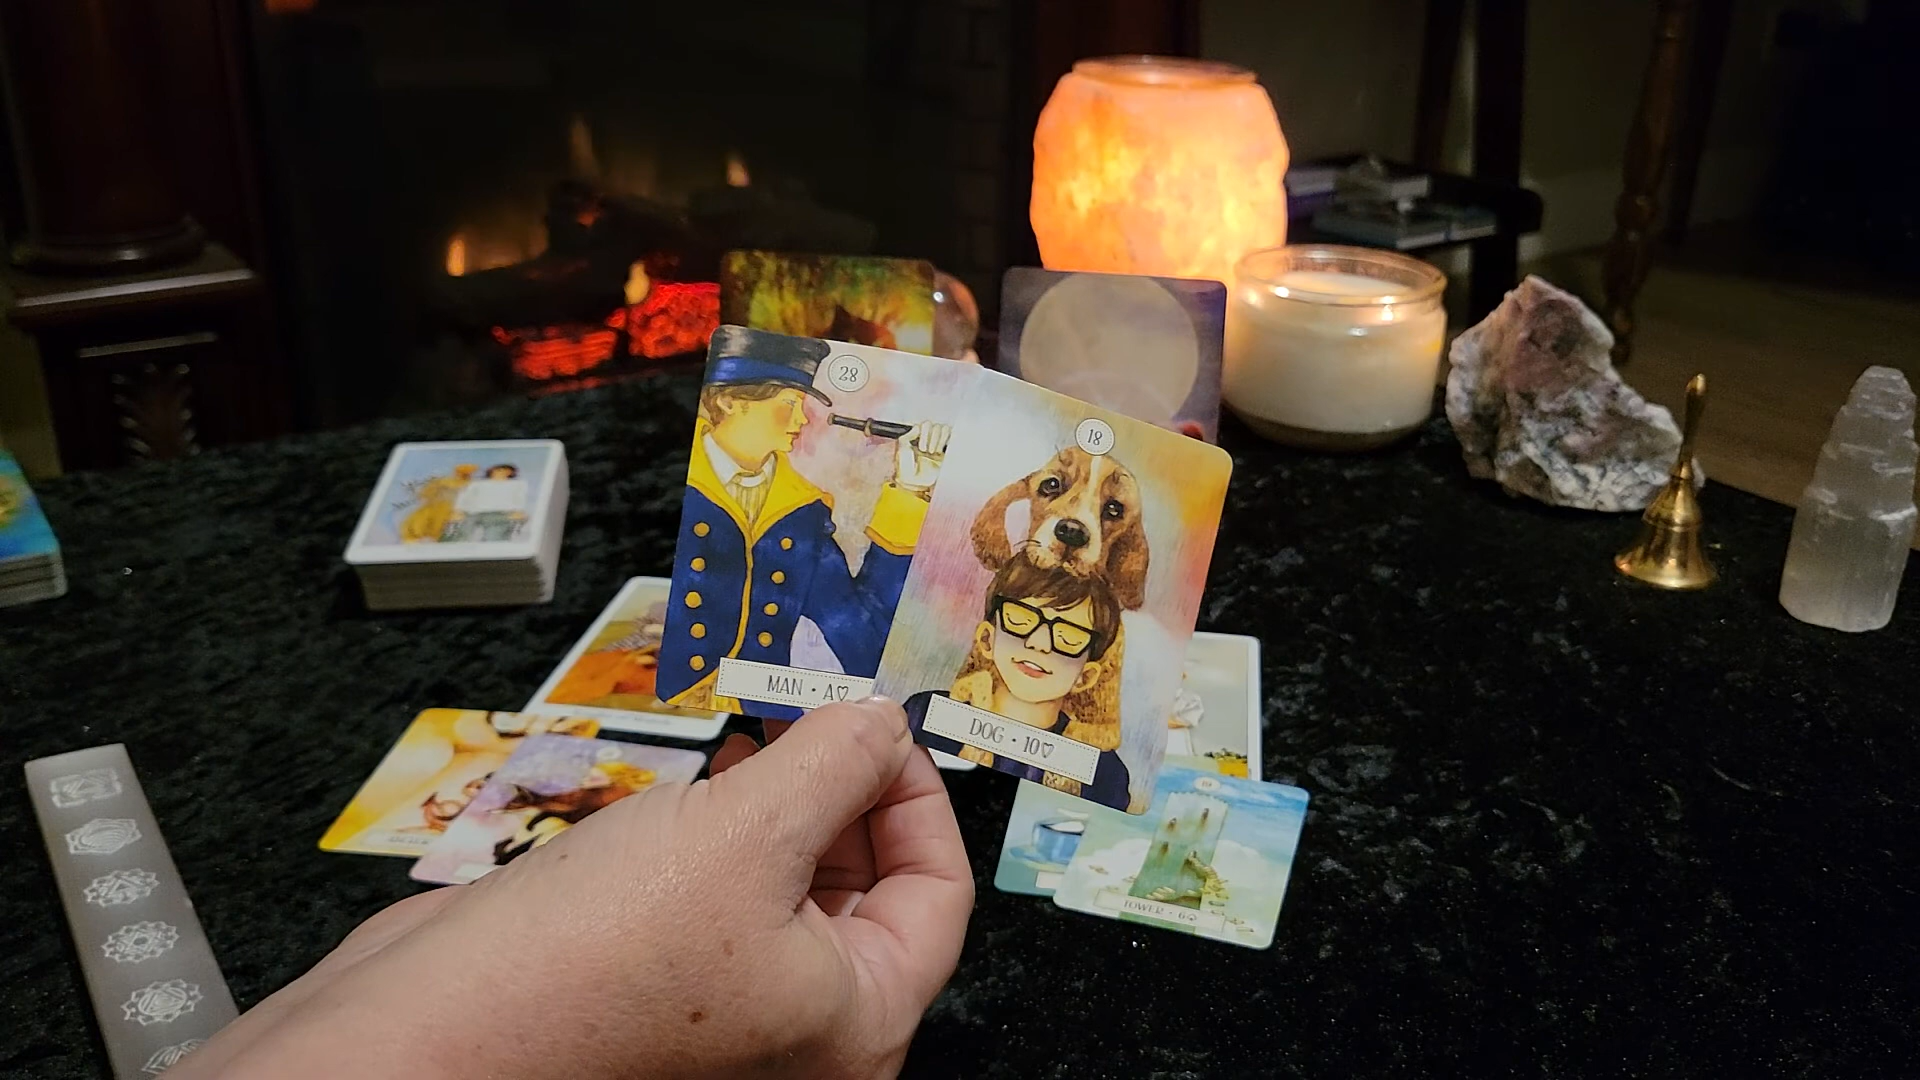 28
MAN · A♡
18
DOG · 10♡
TOWER · 6♤